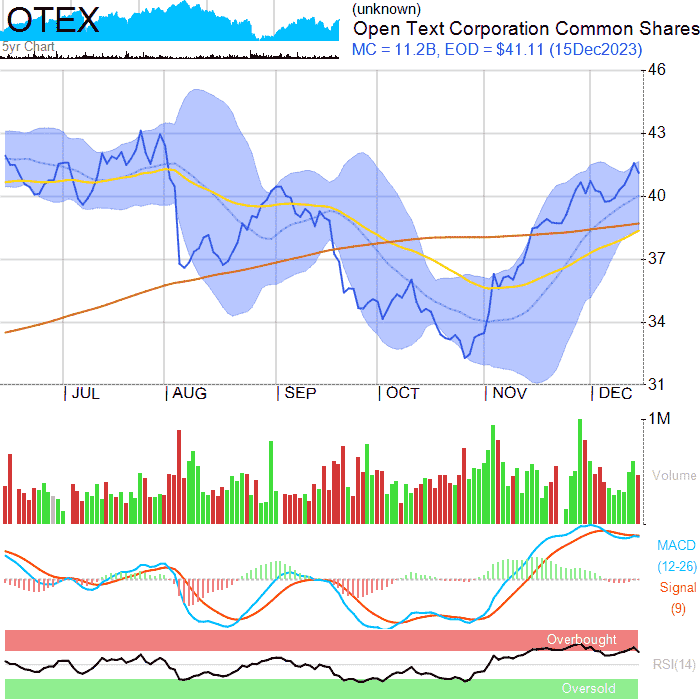 OTEX
(unknown)
Open Text Corporation Common Shares
5yr Chart
MC = 11.2B, EOD = $41.11 (15Dec2023)
46
43
40
37
34
31
JUL AUG SEP OCT NOV DEC
1M
Volume
MACD
(12-26)
Signal
(9)
Overbought
RSI(14)
Oversold